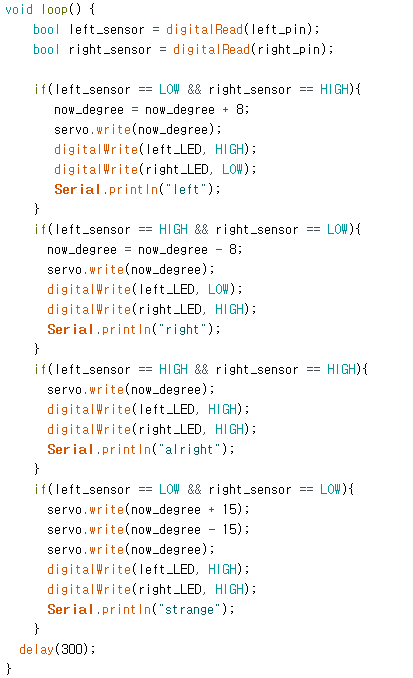 void loop() {
bool left_sensor = digitalRead(left_pin);
bool right_sensor = digitalRead(right_pin);
if(left_sensor == LOW && right_sensor == HIGH){
now_degree = now_degree + 8;
servo.write(now_degree);
digitalWrite(left_LED, HIGH);
digitalWrite(right_LED, LOW);
Serial.println("left");
}
if(left_sensor == HIGH && right_sensor == LOW){
now_degree = now_degree - 8;
servo.write(now_degree);
digitalWrite(left_LED, LOW);
digitalWrite(right_LED, HIGH);
Serial.println("right");
}
if(left_sensor == HIGH && right_sensor == HIGH){
servo.write(now_degree);
digitalWrite(left_LED, HIGH);
digitalWrite(right_LED, HIGH);
Serial.println("alright");
}
if(left_sensor == LOW && right_sensor == LOW){
servo.write(now_degree + 15);
servo.write(now_degree - 15);
servo.write(now_degree);
digitalWrite(left_LED, HIGH);
digitalWrite(right_LED, HIGH);
Serial.println("strange");
}
delay(300);
}